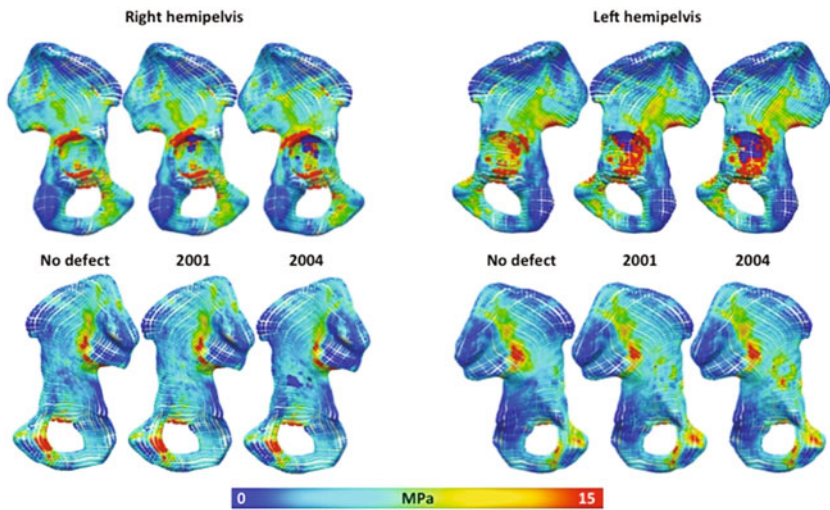 Right hemipelvis
Left hemipelvis
No defect 2001 2004
No defect 2001 2004
0 MPa 15